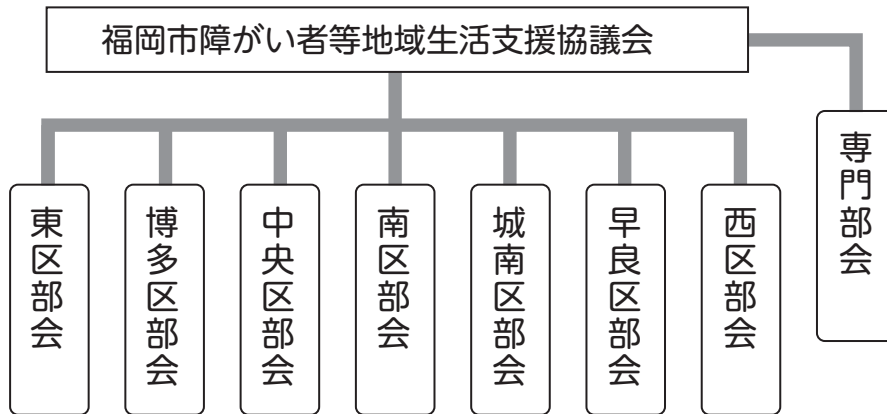 福岡市障がい者等地域生活支援協議会
専門部会
東区部会
博多区部会
中央区部会
南区部会
城南区部会
早良区部会
西区部会